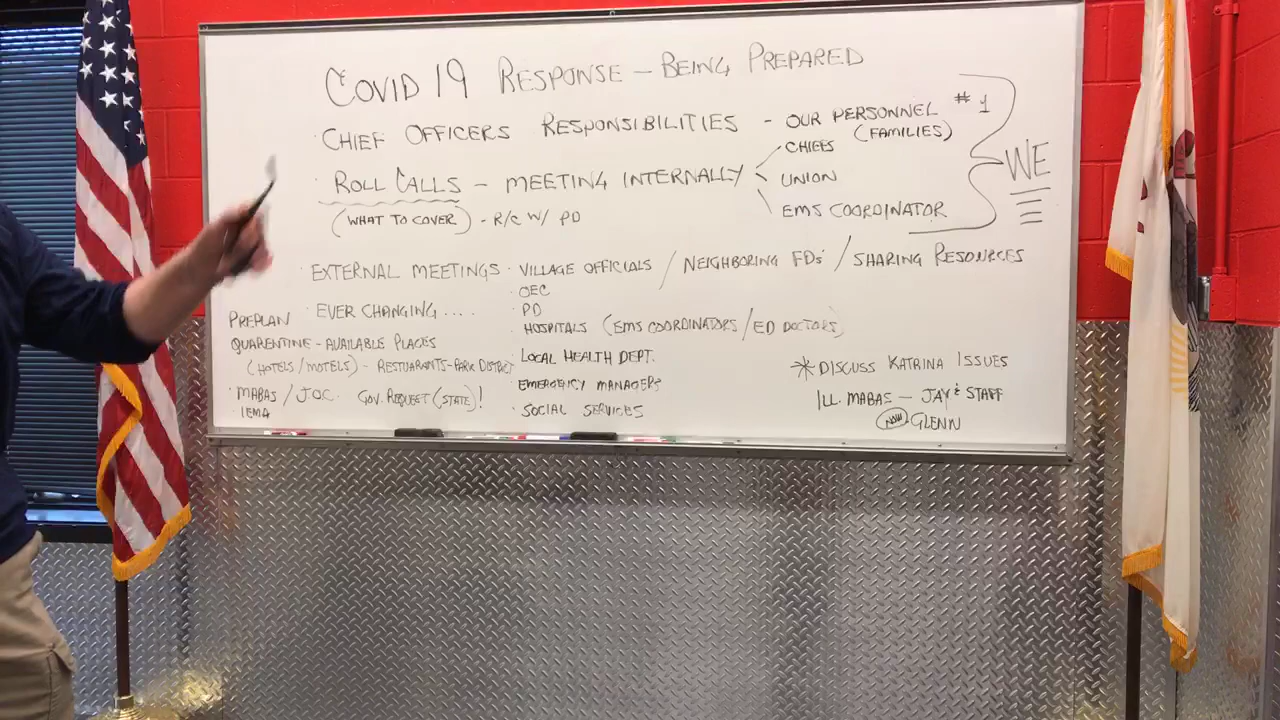 COVID 19 RESPONSE - BEING PREPARED
· CHIEF OFFICERS RESPONSIBILITIES - OUR PERSONNEL #1
(FAMILIES)
· ROLL CALLS - MEETING INTERNALLY
CHIEFS
UNION
EMS COORDINATOR
WE
(WHAT TO COVER) - R/C W/ PD
· EXTERNAL MEETINGS · VILLAGE OFFICIALS / NEIGHBORING FDs / SHARING RESOURCES
· OEC
· PD
· HOSPITALS (EMS COORDINATORS/ED DOCTORS)
· LOCAL HEALTH DEPT.
· EMERGENCY MANAGERS
· SOCIAL SERVICES
· EVER CHANGING ....
PREPLAN
QUARENTINE - AVAILABLE PLACES
(HOTELS/MOTELS) - RESTUARANTS - PARK DISTRICT
· MABAS / JOC. GOV. REQUEST (STATE)!
IEMA
* DISCUSS KATRINA ISSUES
ILL. MABAS - JAY & STAFF
NOW GLENN